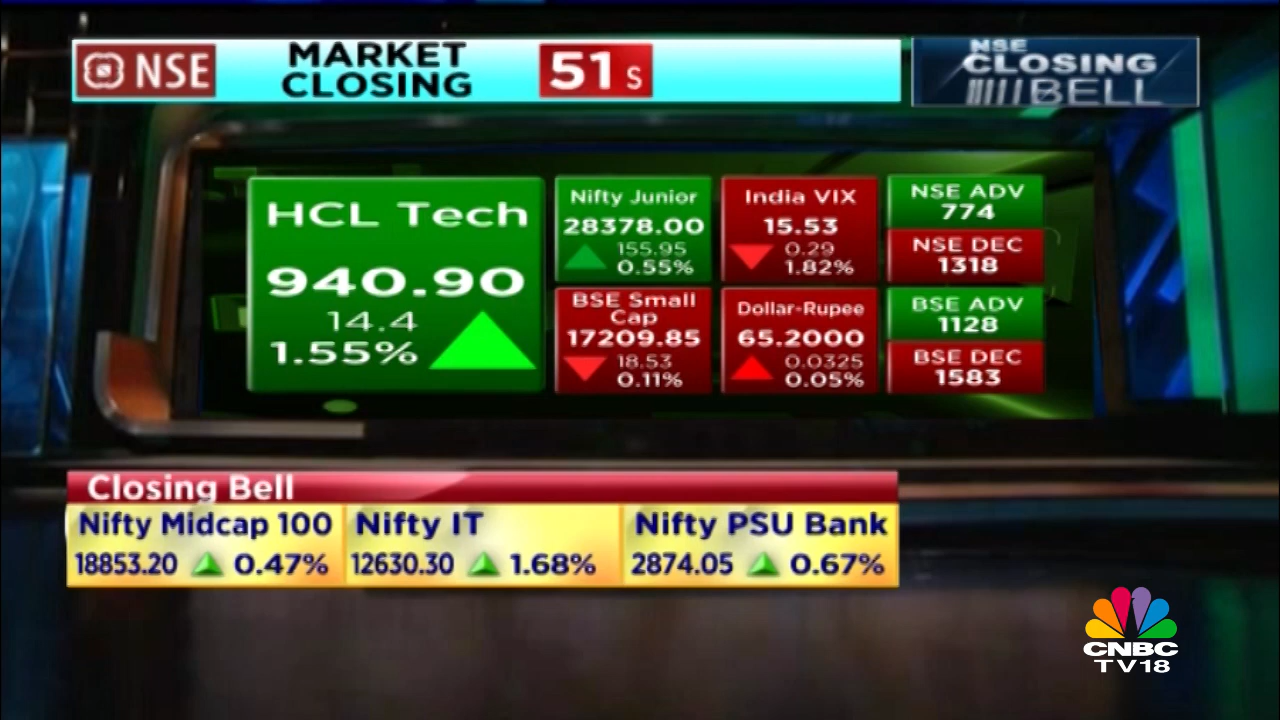 NSE
MARKET
CLOSING
51 s
NSE
CLOSING
BELL
HCL Tech
940.90
14.4
1.55%
Nifty Junior
28378.00
155.95
0.55%
India VIX
15.53
0.29
1.82%
NSE ADV
774
NSE DEC
1318
BSE Small
Cap
17209.85
18.53
0.11%
Dollar-Rupee
65.2000
0.0325
0.05%
BSE ADV
1128
BSE DEC
1583
Closing Bell
Nifty Midcap 100
18853.20 0.47%
Nifty IT
12630.30 1.68%
Nifty PSU Bank
2874.05 0.67%
CNBC
TV18